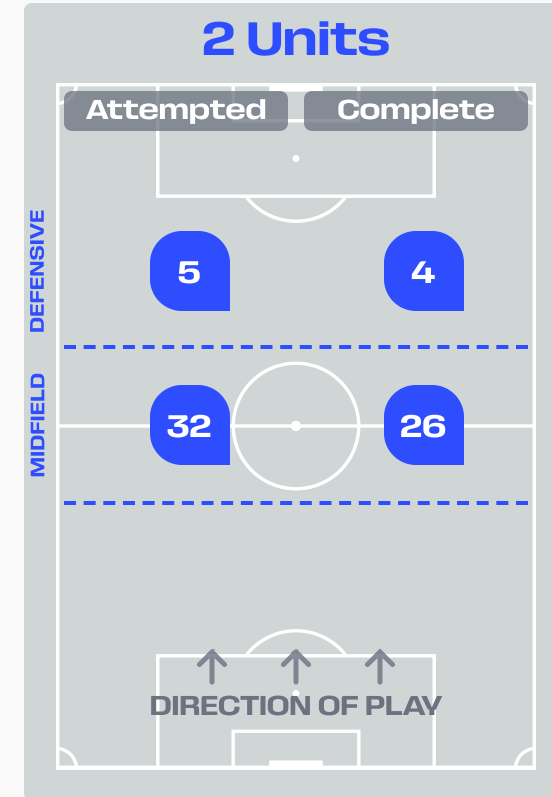 2 Units
Attempted Complete
DEFENSIVE
5 4
MIDFIELD
32 26
DIRECTION OF PLAY